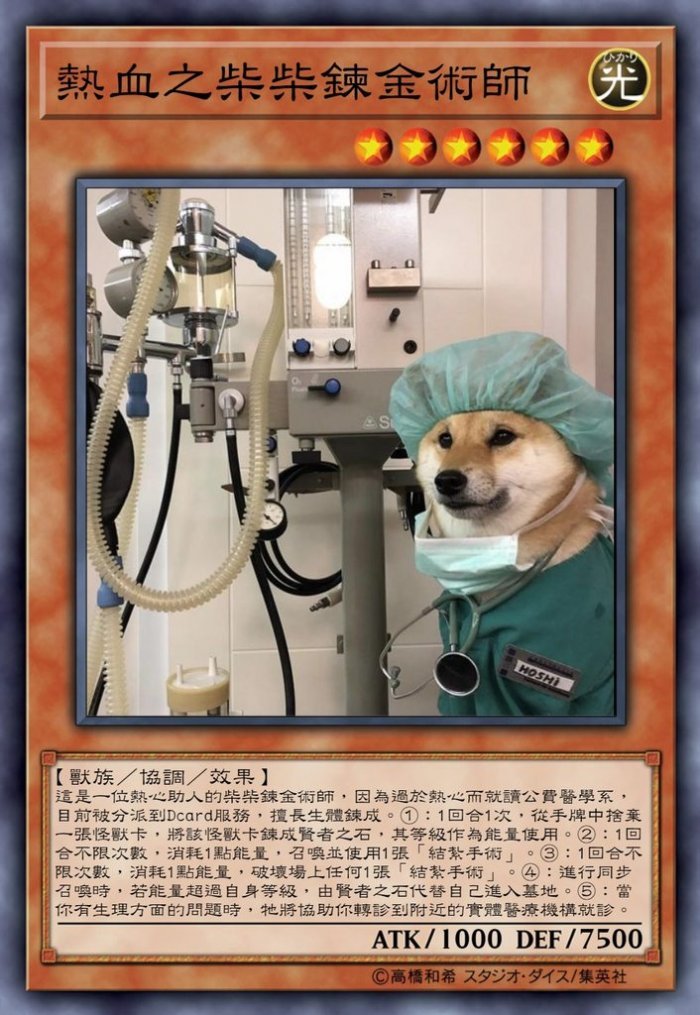 熱血之柴柴鍊金術師
ひかり
光
O₂
HOSHI
【獸族／協調／效果】
這是一位熱心助人的柴柴鍊金術師，因為過於熱心而就讀公費醫學系，
目前被分派到Dcard服務，擅長生體鍊成。①：1回合1次，從手牌中捨棄
一張怪獸卡，將該怪獸卡鍊成賢者之石，其等級作為能量使用。②：1回
合不限次數，消耗1點能量，召喚並使用1張「結紮手術」。③：1回合不
限次數，消耗1點能量，破壞場上任何1張「結紮手術」。④：進行同步
召喚時，若能量超過自身等級，由賢者之石代替自己進入墓地。⑤：當
你有生理方面的問題時，牠將協助你轉診到附近的實體醫療機構就診。
ATK/1000 DEF/7500
©高橋和希 スタジオ・ダイス/集英社